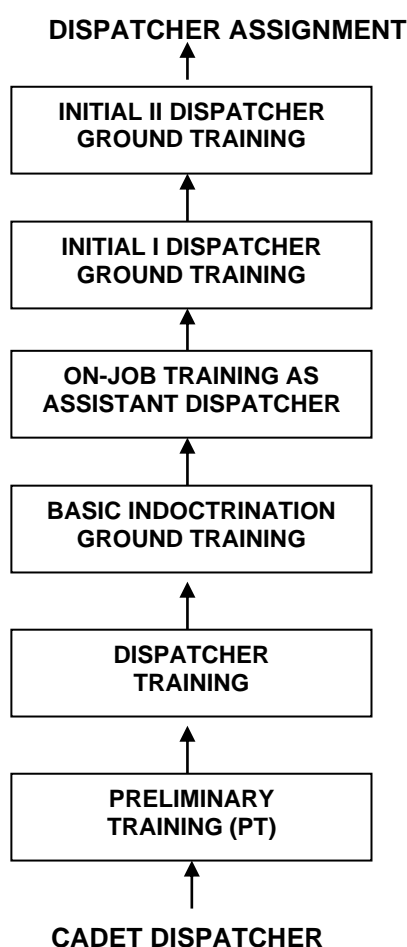 DISPATCHER ASSIGNMENT
INITIAL II DISPATCHER
GROUND TRAINING
INITIAL I DISPATCHER
GROUND TRAINING
ON-JOB TRAINING AS
ASSISTANT DISPATCHER
BASIC INDOCTRINATION
GROUND TRAINING
DISPATCHER
TRAINING
PRELIMINARY
TRAINING (PT)
CADET DISPATCHER